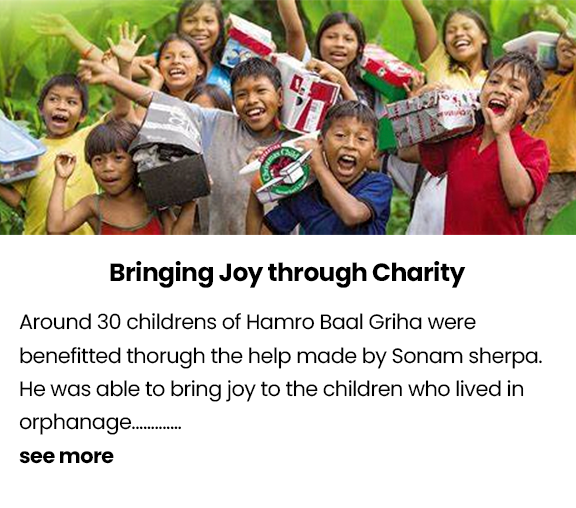 Bringing Joy through Charity
Around 30 childrens of Hamro Baal Griha were
benefitted thorugh the help made by Sonam sherpa.
He was able to bring joy to the children who lived in
orphanage.............
see more